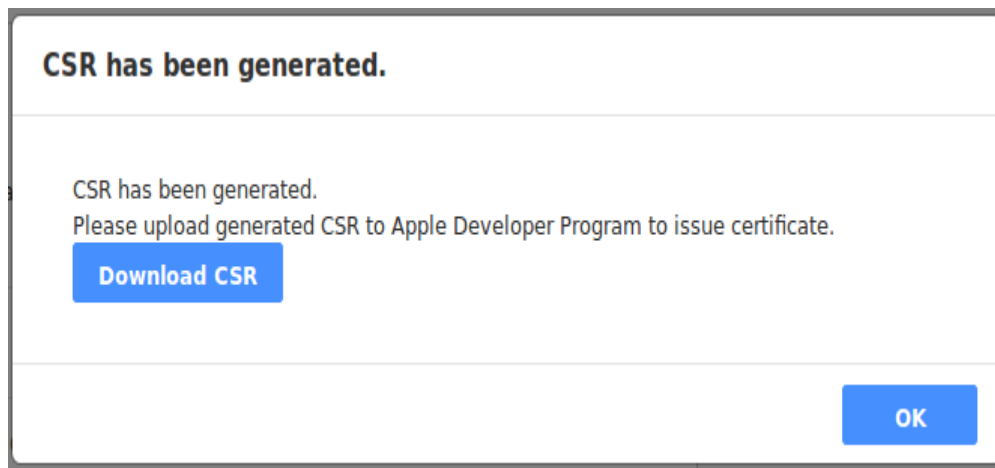 CSR has been generated.
CSR has been generated.
Please upload generated CSR to Apple Developer Program to issue certificate.
Download CSR
OK